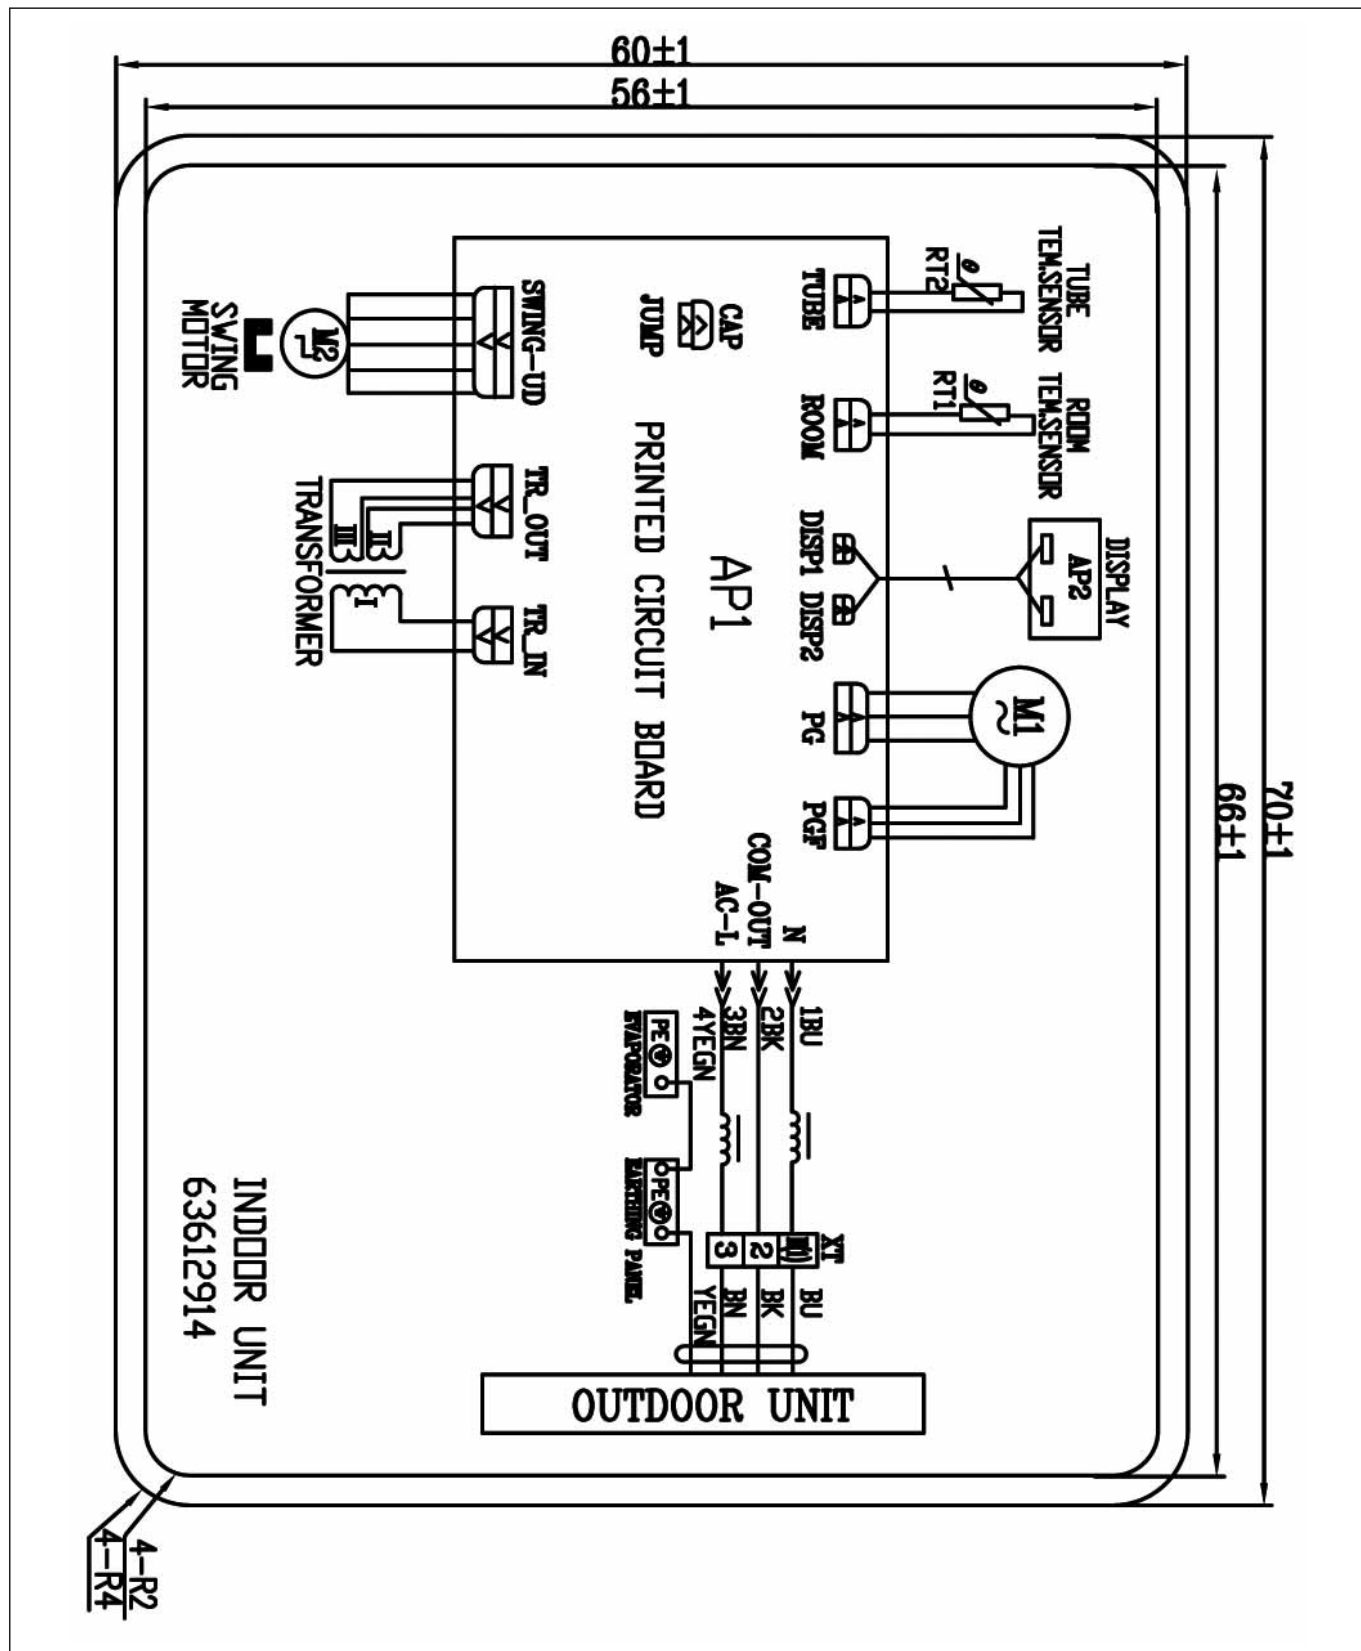 60±1
56±1
70±1
66±1
TUBE
TEM.SENSOR
RT2
θ
ROOM
TEM.SENSOR
RT1
θ
DISPLAY
AP2
M1
~
TUBE
ROOM
DISP1
DISP2
PG
PGF
CAP
JUMP
AP1
PRINTED CIRCUIT BOARD
SWING-UD
TR_OUT
TR_IN
M2
SWING
MOTOR
II
III
I
TRANSFORMER
N
COM-OUT
AC-L
1BU
2BK
3BN
4YEGN
PE
EVAPORATOR
PE
EARTHING PANEL
XT
N(1)
2
3
BU
BK
BN
YEGN
OUTDOOR UNIT
INDOOR UNIT
63612914
4-R2
4-R4